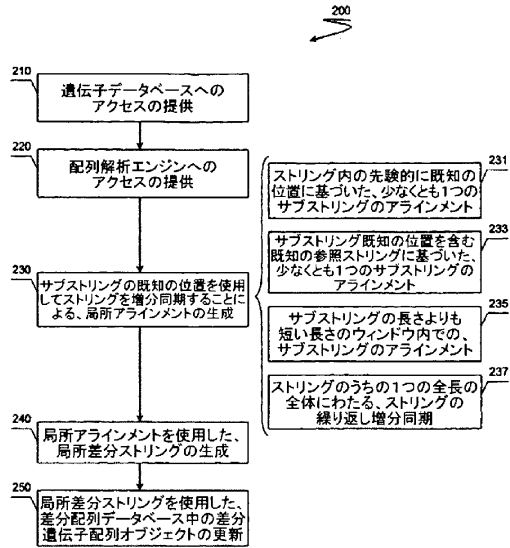 200
210
遺伝子データベースへの
アクセスの提供
220
配列解析エンジンへの
アクセスの提供
230
サブストリングの既知の位置を使用
してストリングを増分同期することに
よる、局所アラインメントの生成
231
ストリング内の先験的に既知の
位置に基づいた、少なくとも1つの
サブストリングのアラインメント
233
サブストリング既知の位置を含む
既知の参照ストリングに基づいた、
少なくとも1つのサブストリングの
アラインメント
235
サブストリングの長さよりも
短い長さのウィンドウ内での、
サブストリングのアラインメント
237
ストリングのうちの1つの全長の
全体にわたる、ストリングの
繰り返し増分同期
240
局所アラインメントを使用した、
局所差分ストリングの生成
250
局所差分ストリングを使用した、
差分配列データベース中の差分
遺伝子配列オブジェクトの更新